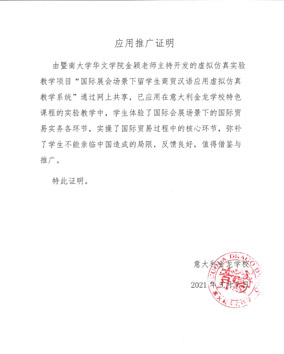 应用推广证明
由暨南大学华文学院金颖老师主持开发的虚拟仿真实验
教学项目“国际展会场景下留学生商贸汉语应用虚拟仿真
教学系统”通过网上共享，已应用在意大利金龙学校特色
课程的实验教学中，学生体验了国际会展场景下的国际贸
易实务各环节，实操了国际贸易过程中的核心环节，弥补
了学生不能亲临中国造成的局限，反馈良好，值得借鉴与
推广。
特此证明。
意大利金龙学校
2021 年 3 月